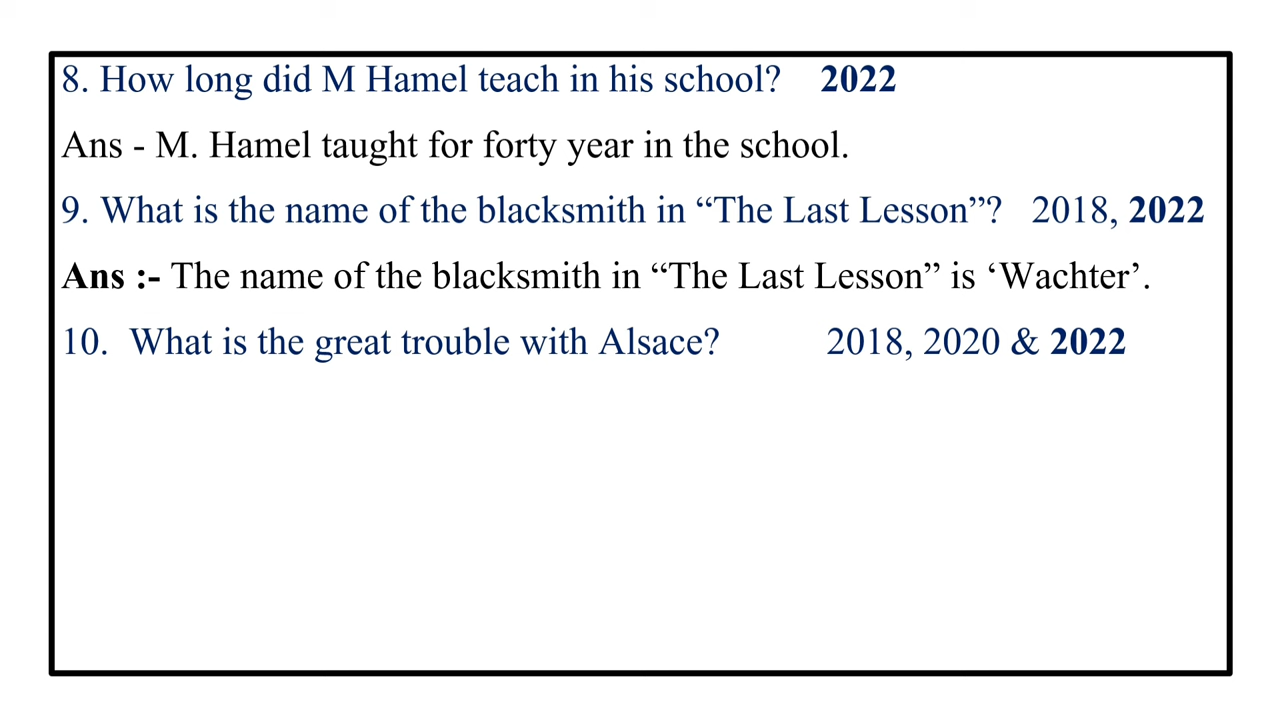 8. How long did M Hamel teach in his school? 2022
Ans - M. Hamel taught for forty year in the school.
9. What is the name of the blacksmith in “The Last Lesson”? 2018, 2022
Ans :- The name of the blacksmith in “The Last Lesson” is ‘Wachter’.
10. What is the great trouble with Alsace? 2018, 2020 & 2022